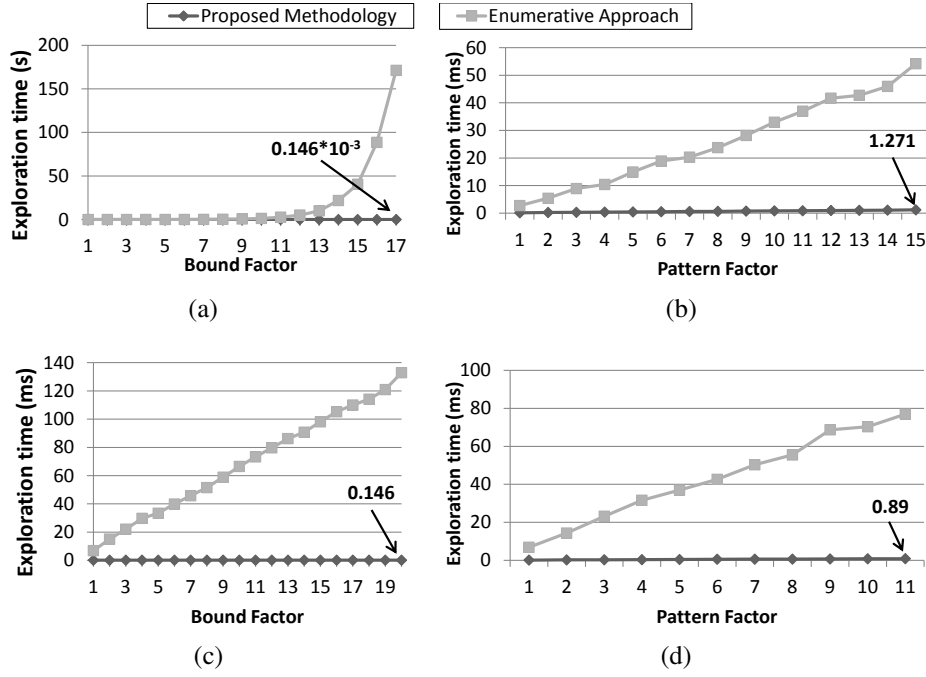 Proposed Methodology Enumerative Approach
Exploration time (s)
200
150
100
50
0
0.146*10-3
1 3 5 7 9 11 13 15 17
Bound Factor
(a)
Exploration time (ms)
60
50
40
30
20
10
0
1.271
1 2 3 4 5 6 7 8 9 10 11 12 13 14 15
Pattern Factor
(b)
Exploration time (ms)
140
120
100
80
60
40
20
0
0.146
1 3 5 7 9 11 13 15 17 19
Bound Factor
(c)
Exploration time (ms)
100
80
60
40
20
0
0.89
1 2 3 4 5 6 7 8 9 10 11
Pattern Factor
(d)